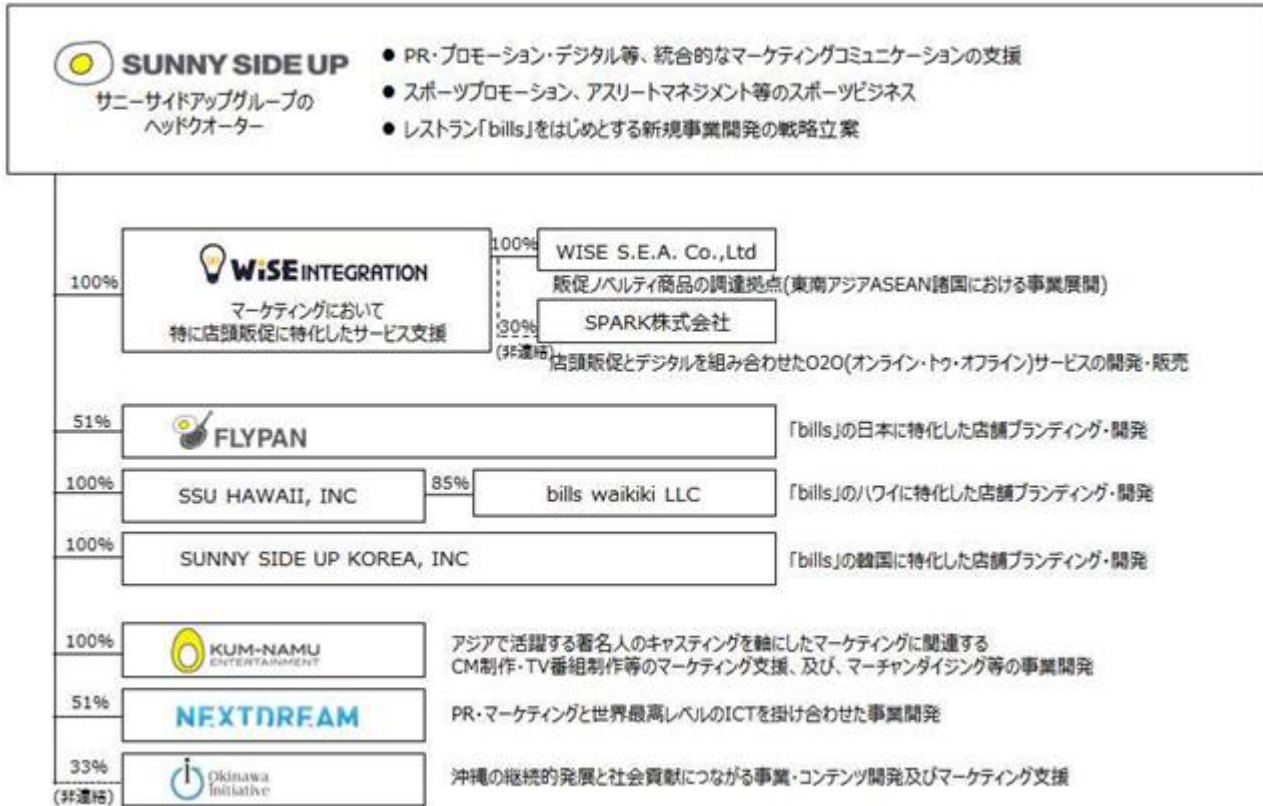 SUNNY SIDE UP
サニーサイドアップグループの
ヘッドクオーター
● PR・プロモーション・デジタル等、統合的なマーケティングコミュニケーションの支援
● スポーツプロモーション、アスリートマネジメント等のスポーツビジネス
● レストラン「bills」をはじめとする新規事業開発の戦略立案
100%
WiSE INTEGRATION
マーケティングにおいて
特に店頭販促に特化したサービス支援
100%
WISE S.E.A. Co.,Ltd
販促ノベルティ商品の調達拠点(東南アジアASEAN諸国における事業展開)
30%
(非連結)
SPARK株式会社
店頭販促とデジタルを組み合わせたO2O(オンライン・トゥ・オフライン)サービスの開発・販売
51%
FLYPAN
「bills」の日本に特化した店舗ブランディング・開発
100%
SSU HAWAII, INC
85%
bills waikiki LLC
「bills」のハワイに特化した店舗ブランディング・開発
100%
SUNNY SIDE UP KOREA, INC
「bills」の韓国に特化した店舗ブランディング・開発
100%
KUM-NAMU
ENTERTAINMENT
アジアで活躍する著名人のキャスティングを軸にしたマーケティングに関連する
CM制作・TV番組制作等のマーケティング支援、及び、マーチャンダイジング等の事業開発
51%
NEXTDREAM
PR・マーケティングと世界最高レベルのICTを掛け合わせた事業開発
33%
(非連結)
Okinawa
Initiative
沖縄の継続的発展と社会貢献につながる事業・コンテンツ開発及びマーケティング支援